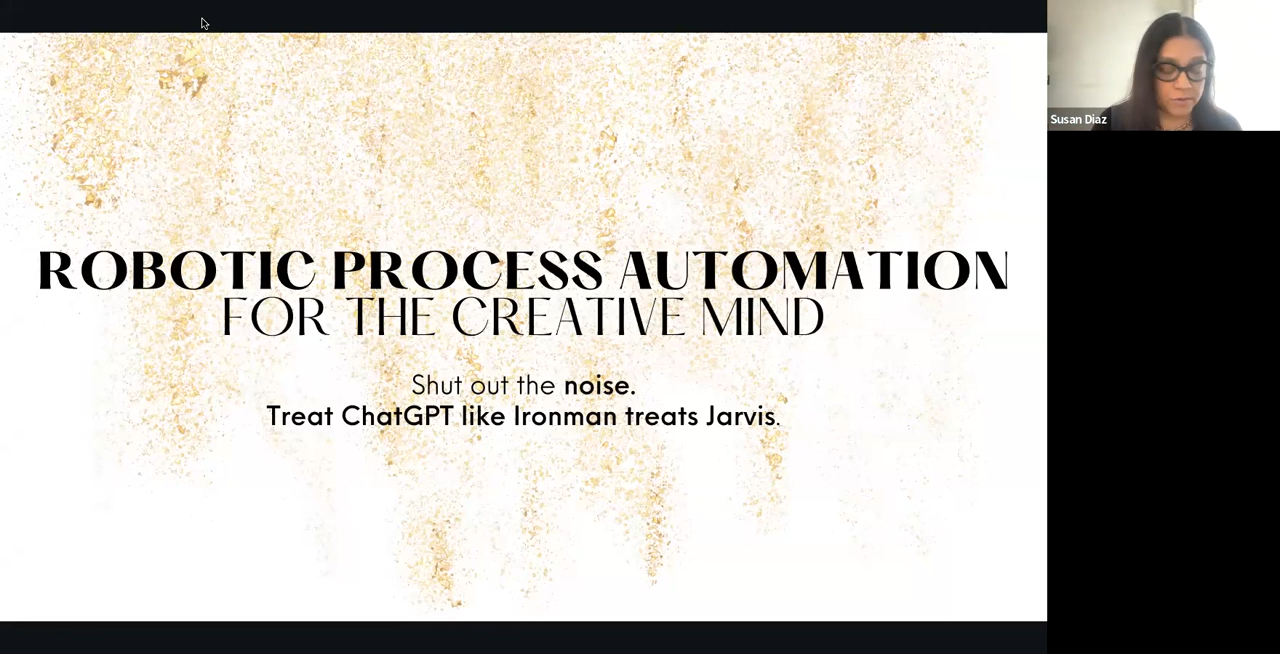 ROBOTIC PROCESS AUTOMATION
FOR THE CREATIVE MIND
Shut out the noise.
Treat ChatGPT like Ironman treats Jarvis.
Susan Diaz